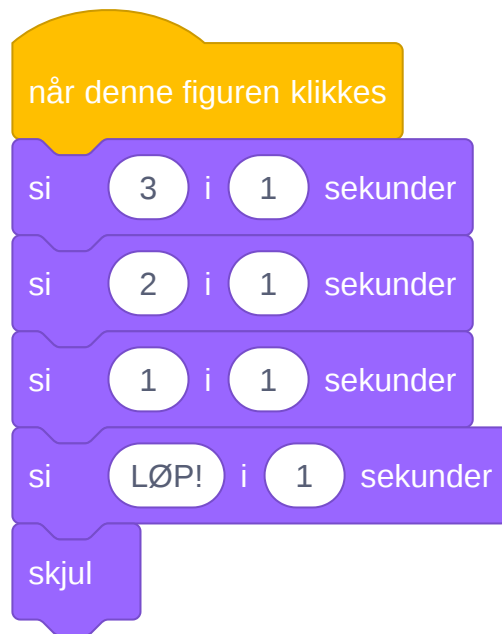 når denne figuren klikkes
si 3 i 1 sekunder
si 2 i 1 sekunder
si 1 i 1 sekunder
si LØP! i 1 sekunder
skjul